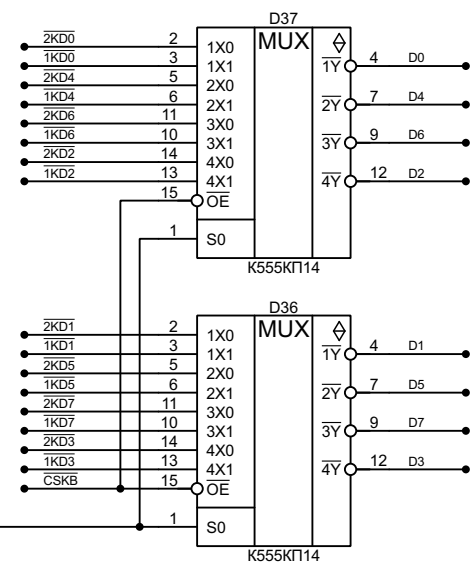 D37
2KD0 2 1X0 MUX 1Y 4 D0
1KD0 3 1X1
2KD4 5 2X0 2Y 7 D4
1KD4 6 2X1
2KD6 11 3X0 3Y 9 D6
1KD6 10 3X1
2KD2 14 4X0 4Y 12 D2
1KD2 13 4X1
15 OE
1 S0
К555КП14
D36
2KD1 2 1X0 MUX 1Y 4 D1
1KD1 3 1X1
2KD5 5 2X0 2Y 7 D5
1KD5 6 2X1
2KD7 11 3X0 3Y 9 D7
1KD7 10 3X1
2KD3 14 4X0 4Y 12 D3
1KD3 13 4X1
CSKB 15 OE
1 S0
К555КП14